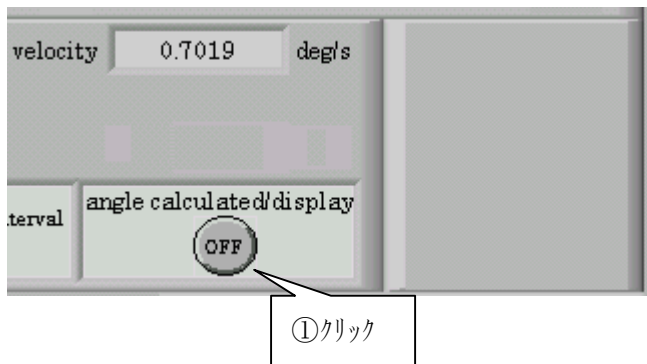 velocity 0.7019 deg/s
terval
angle calculated/display
OFF
①ｸﾘｯｸ